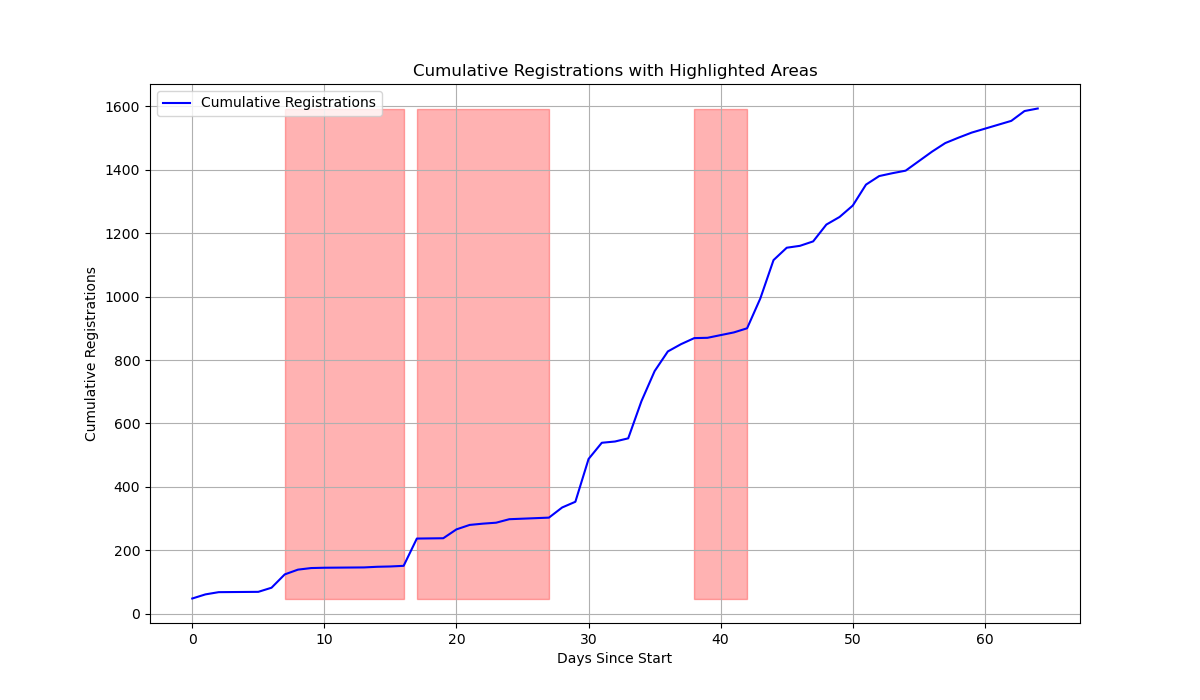 Cumulative Registrations with Highlighted Areas
Cumulative Registrations
1600
1400
1200
1000
800
600
400
200
0
Cumulative Registrations
0 10 20 30 40 50 60
Days Since Start